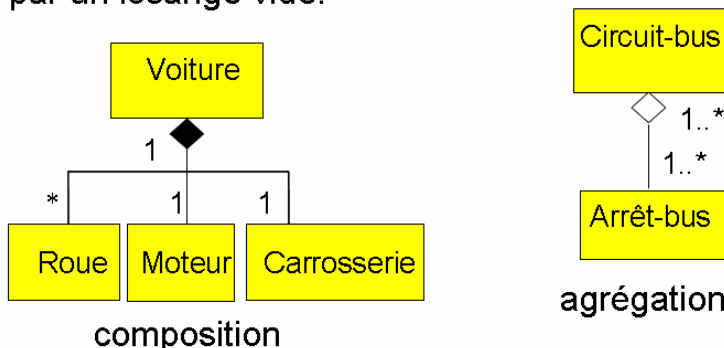 par un losange vide.
Voiture
1
* 1 1
Roue Moteur Carrosserie
composition
Circuit-bus
1..*
1..*
Arrêt-bus
agrégation